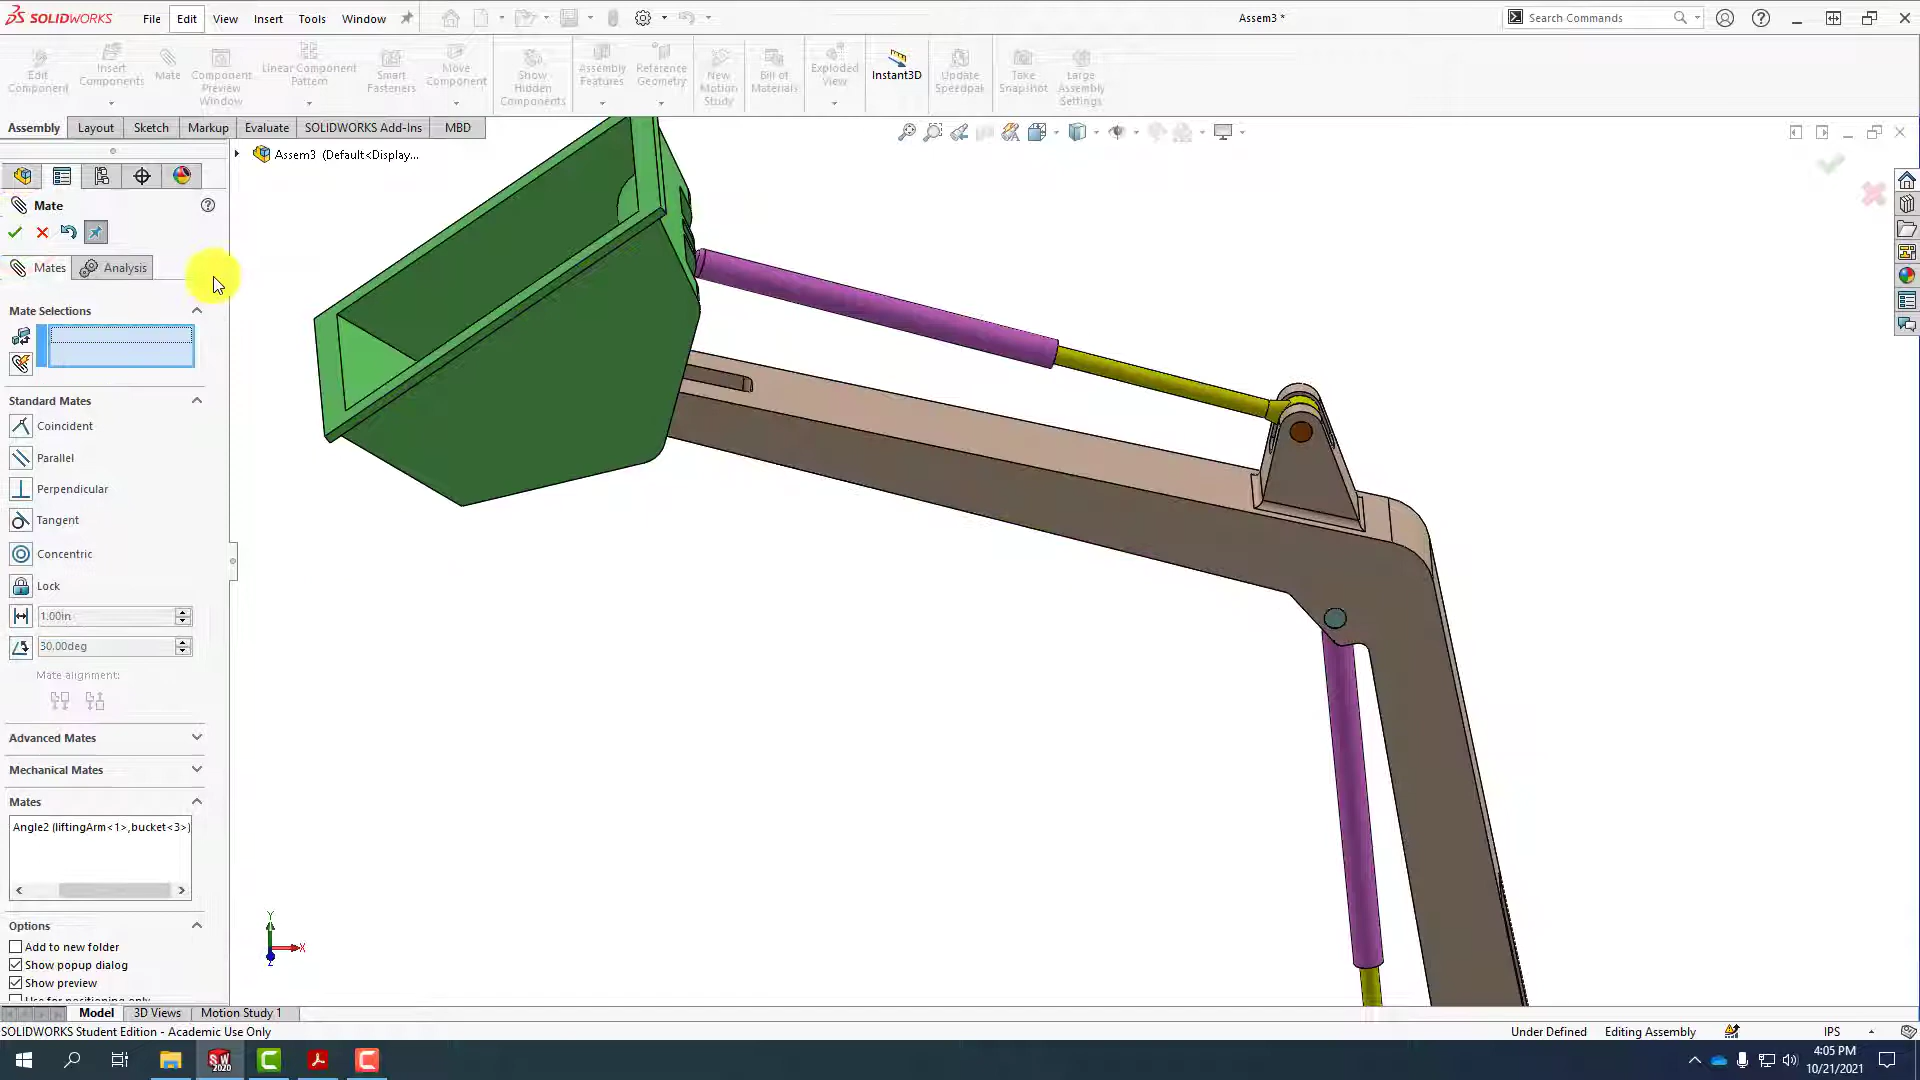 SOLIDWORKS File Edit View Insert Tools Window Assem3 * Search Commands
Edit Component
Insert Components
Mate
Component Preview Window
Linear Component Pattern
Smart Fasteners
Move Component
Show Hidden Components
Assembly Features
Reference Geometry
New Motion Study
Bill of Materials
Exploded View
Instant3D
Update Speedpak
Take Snapshot
Large Assembly Settings
Assembly Layout Sketch Markup Evaluate SOLIDWORKS Add-Ins MBD
Assem3 (Default<Display...
Mate
Mates Analysis
Mate Selections
Standard Mates
Coincident
Parallel
Perpendicular
Tangent
Concentric
Lock
1.00in
30.00deg
Mate alignment:
Advanced Mates
Mechanical Mates
Mates
Angle2 (liftingArm<1>,bucket<3>)
Options
Add to new folder
Show popup dialog
Show preview
Use for positioning only
Y
X
Z
Model 3D Views Motion Study 1
SOLIDWORKS Student Edition - Academic Use Only Under Defined Editing Assembly IPS
SW 2020
4:05 PM
10/21/2021